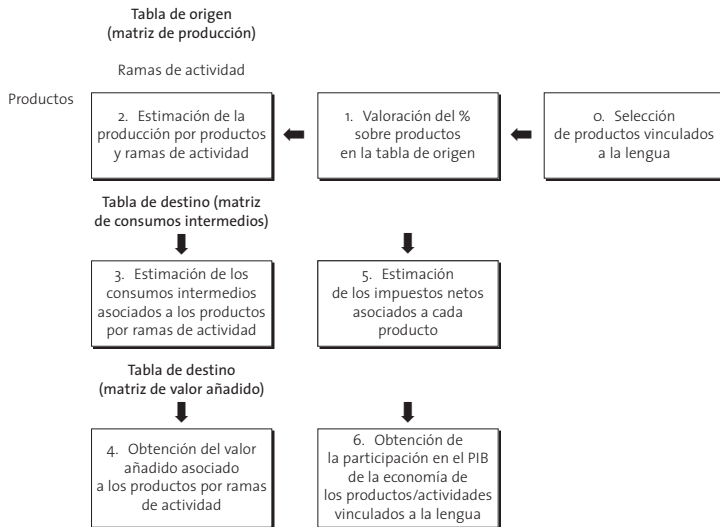 Tabla de origen
(matriz de producción)
Ramas de actividad
Productos
2. Estimación de la
producción por productos
y ramas de actividad
1. Valoración del %
sobre productos
en la tabla de origen
0. Selección
de productos vinculados
a la lengua
Tabla de destino (matriz
de consumos intermedios)
3. Estimación de los
consumos intermedios
asociados a los productos
por ramas de actividad
5. Estimación
de los impuestos netos
asociados a cada
producto
Tabla de destino
(matriz de valor añadido)
4. Obtención del valor
añadido asociado
a los productos por ramas
de actividad
6. Obtención de
la participación en el PIB
de la economía de
los productos/actividades
vinculados a la lengua